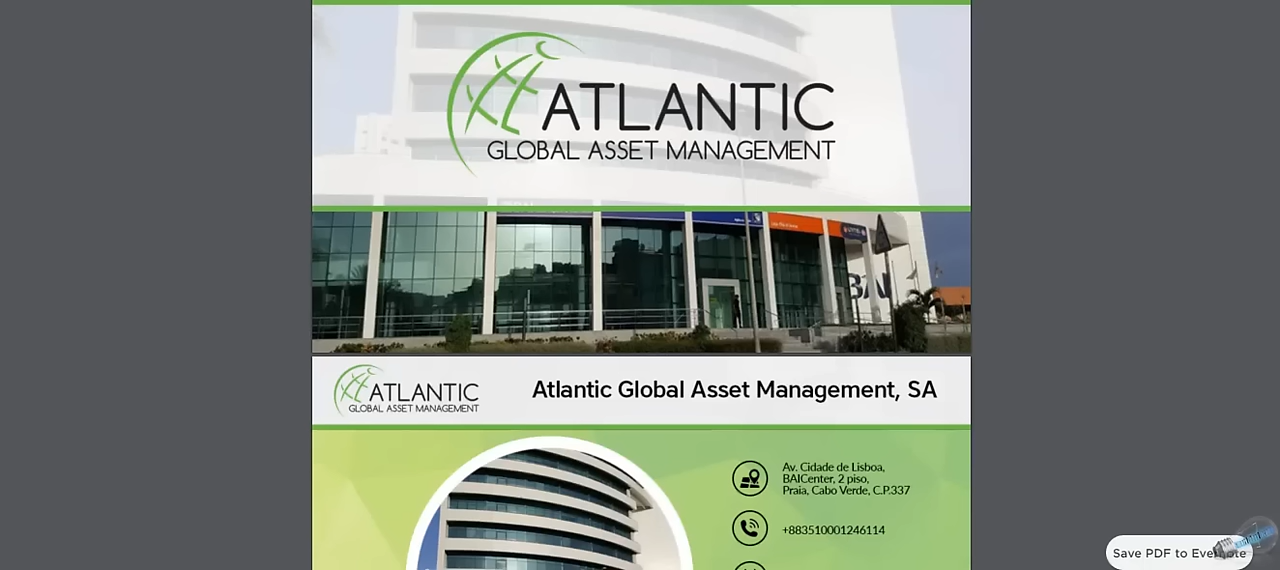 ATLANTIC
GLOBAL ASSET MANAGEMENT
BAI
ATLANTIC
GLOBAL ASSET MANAGEMENT
Atlantic Global Asset Management, SA
Av. Cidade de Lisboa,
BAICenter, 2 piso,
Praia, Cabo Verde, C.P.337
+883510001246114
Save PDF to Evernote